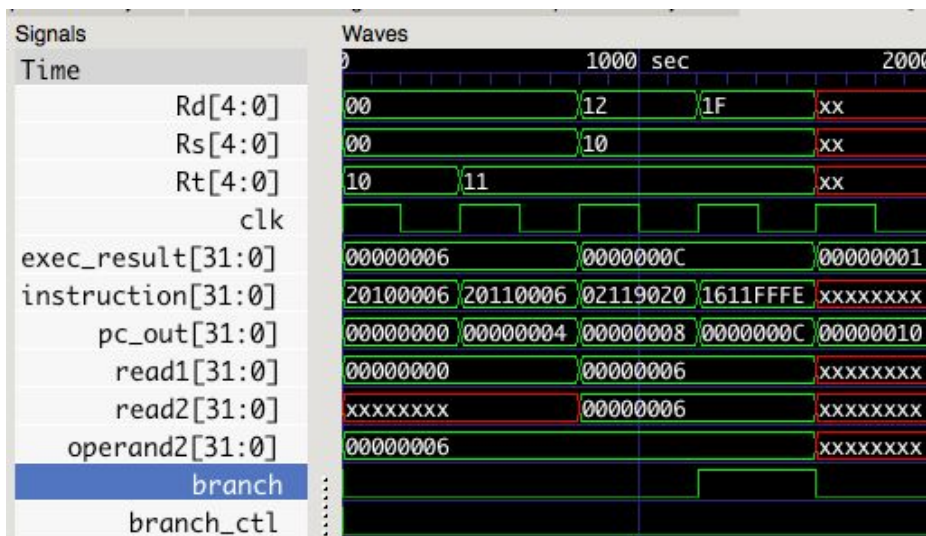 Signals
Waves
Time
0 1000 sec 2000
Rd[4:0] 00 12 1F xx
Rs[4:0] 00 10 xx
Rt[4:0] 10 11 xx
clk
exec_result[31:0] 00000006 0000000C 00000001
instruction[31:0] 20100006 20110006 02119020 1611FFFE xxxxxxxx
pc_out[31:0] 00000000 00000004 00000008 0000000C 00000010
read1[31:0] 00000000 00000006 xxxxxxxx
read2[31:0] xxxxxxxx 00000006 xxxxxxxx
operand2[31:0] 00000006 xxxxxxxx
branch
branch_ctl